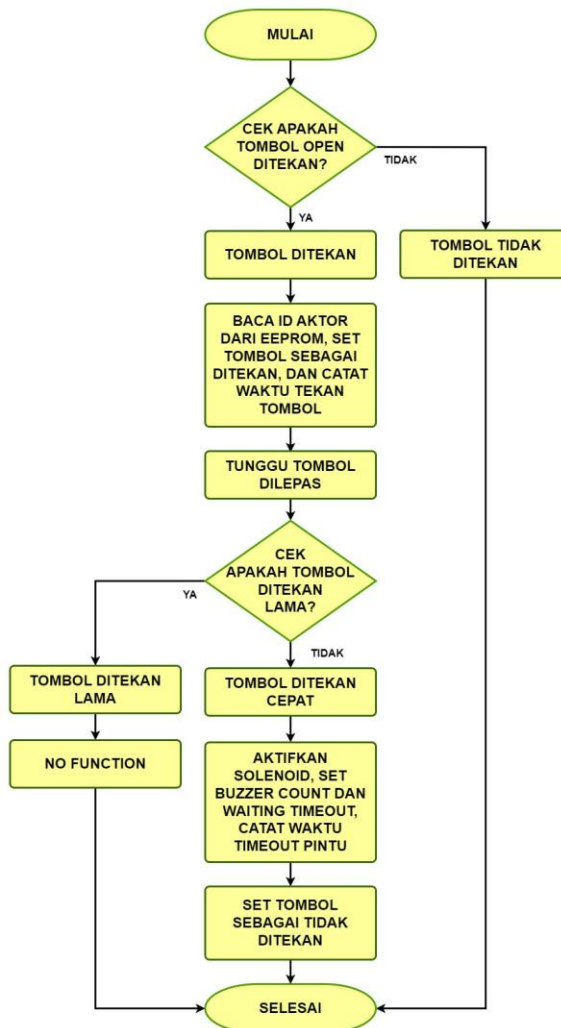 MULAI
CEK APAKAH
TOMBOL OPEN
DITEKAN?
TIDAK
YA
TOMBOL DITEKAN
TOMBOL TIDAK
DITEKAN
BACA ID AKTOR
DARI EEPROM, SET
TOMBOL SEBAGAI
DITEKAN, DAN CATAT
WAKTU TEKAN
TOMBOL
TUNGGU TOMBOL
DILEPAS
CEK
APAKAH TOMBOL
DITEKAN
LAMA?
YA
TIDAK
TOMBOL DITEKAN
LAMA
TOMBOL DITEKAN
CEPAT
NO FUNCTION
AKTIFKAN
SOLENOID, SET
BUZZER COUNT DAN
WAITING TIMEOUT,
CATAT WAKTU
TIMEOUT PINTU
SET TOMBOL
SEBAGAI TIDAK
DITEKAN
SELESAI